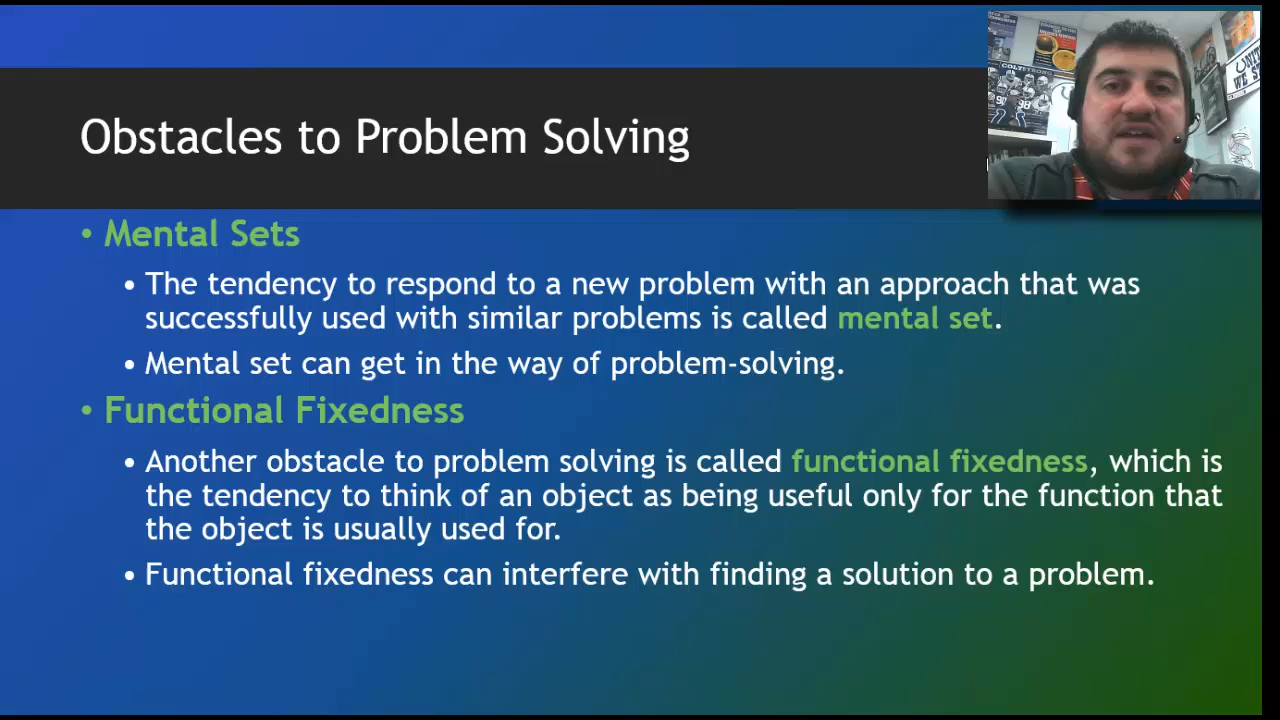 Obstacles to Problem Solving
• Mental Sets
• The tendency to respond to a new problem with an approach that was
successfully used with similar problems is called mental set.
• Mental set can get in the way of problem-solving.
• Functional Fixedness
• Another obstacle to problem solving is called functional fixedness, which is
the tendency to think of an object as being useful only for the function that
the object is usually used for.
• Functional fixedness can interfere with finding a solution to a problem.
COLTSTRONG